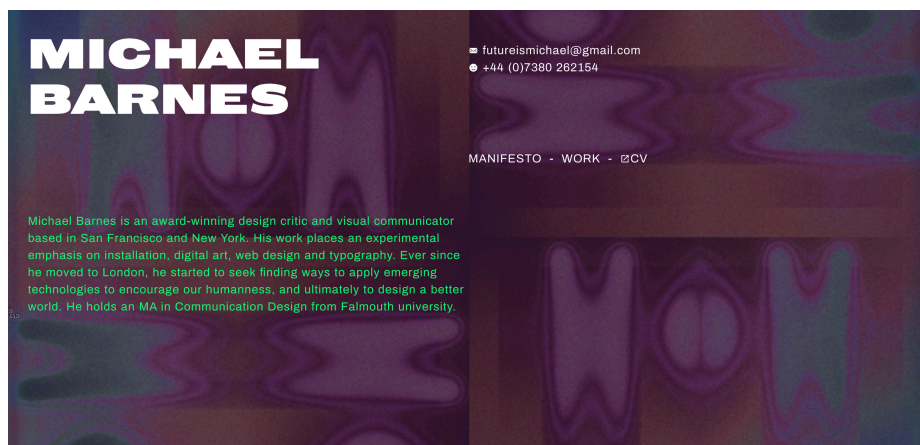 MICHAEL
BARNES
futureismichael@gmail.com
+44 (0)7380 262154
MANIFESTO - WORK - CV
Michael Barnes is an award-winning design critic and visual communicator
based in San Francisco and New York. His work places an experimental
emphasis on installation, digital art, web design and typography. Ever since
he moved to London, he started to seek finding ways to apply emerging
technologies to encourage our humanness, and ultimately to design a better
world. He holds an MA in Communication Design from Falmouth university.